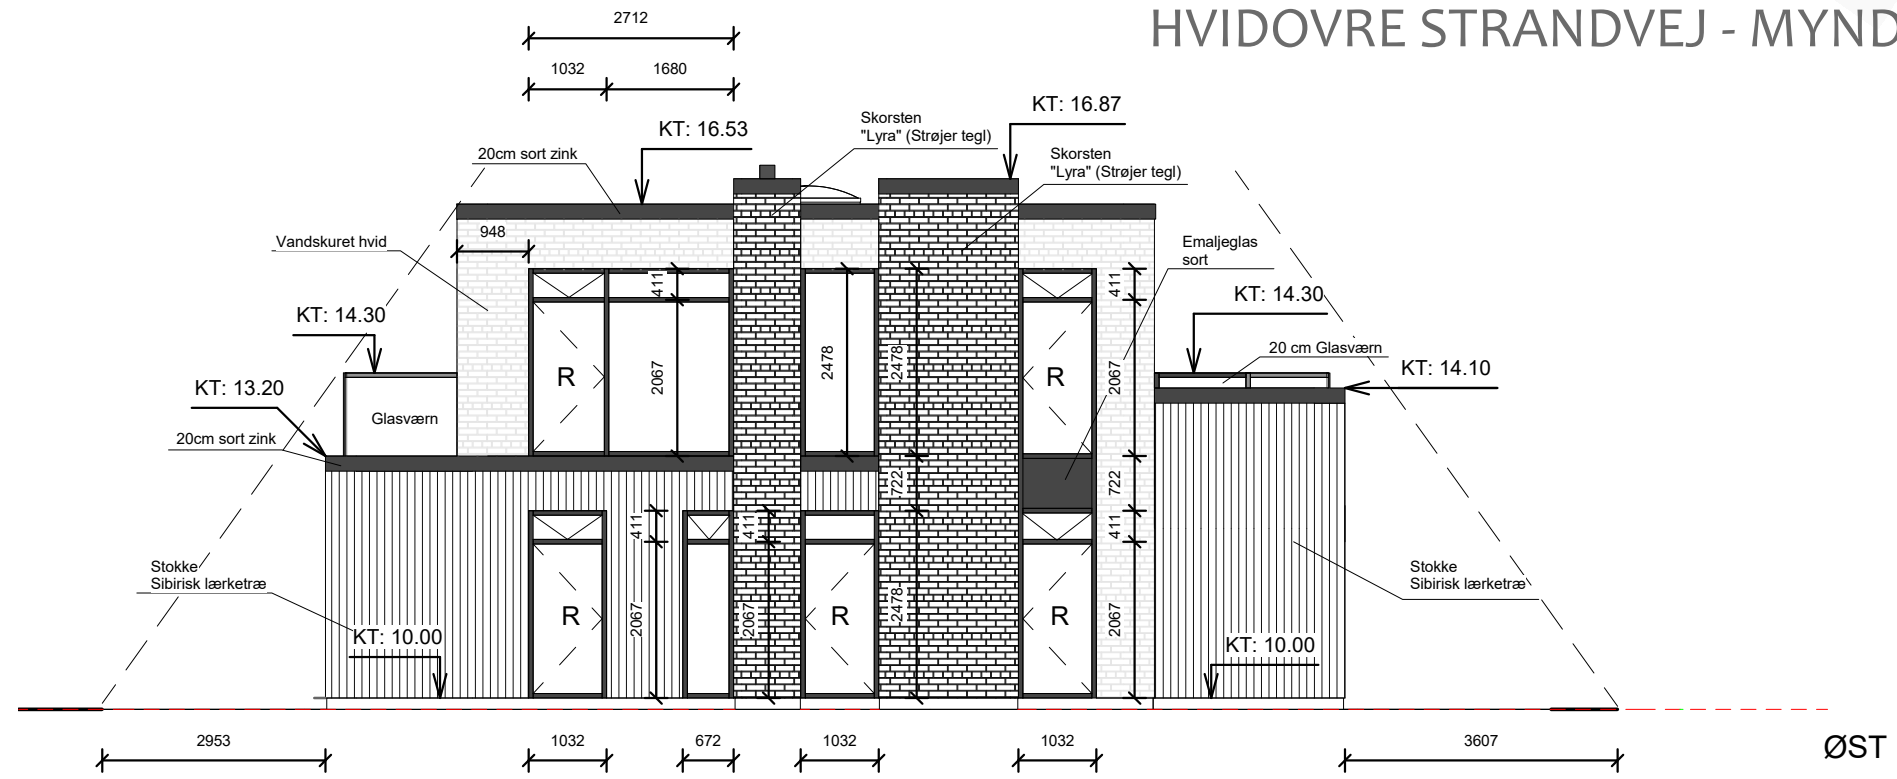 HVIDOVRE STRANDVEJ - MYND
2712
1032
1680
KT: 16.53
KT: 16.87
Skorsten
"Lyra" (Strøjer tegl)
Skorsten
"Lyra" (Strøjer tegl)
20cm sort zink
Vandskuret hvid
948
Emaljeglas
sort
411
411
KT: 14.30
KT: 14.30
20 cm Glasværn
KT: 14.10
KT: 13.20
Glasværn
20cm sort zink
R
2067
2478
2478
R
2067
722
722
411
411
411
Stokke
Sibirisk lærketræ
Stokke
Sibirisk lærketræ
KT: 10.00
R
2067
2067
R
2478
R
2067
KT: 10.00
2953
1032
672
1032
1032
3607
ØST